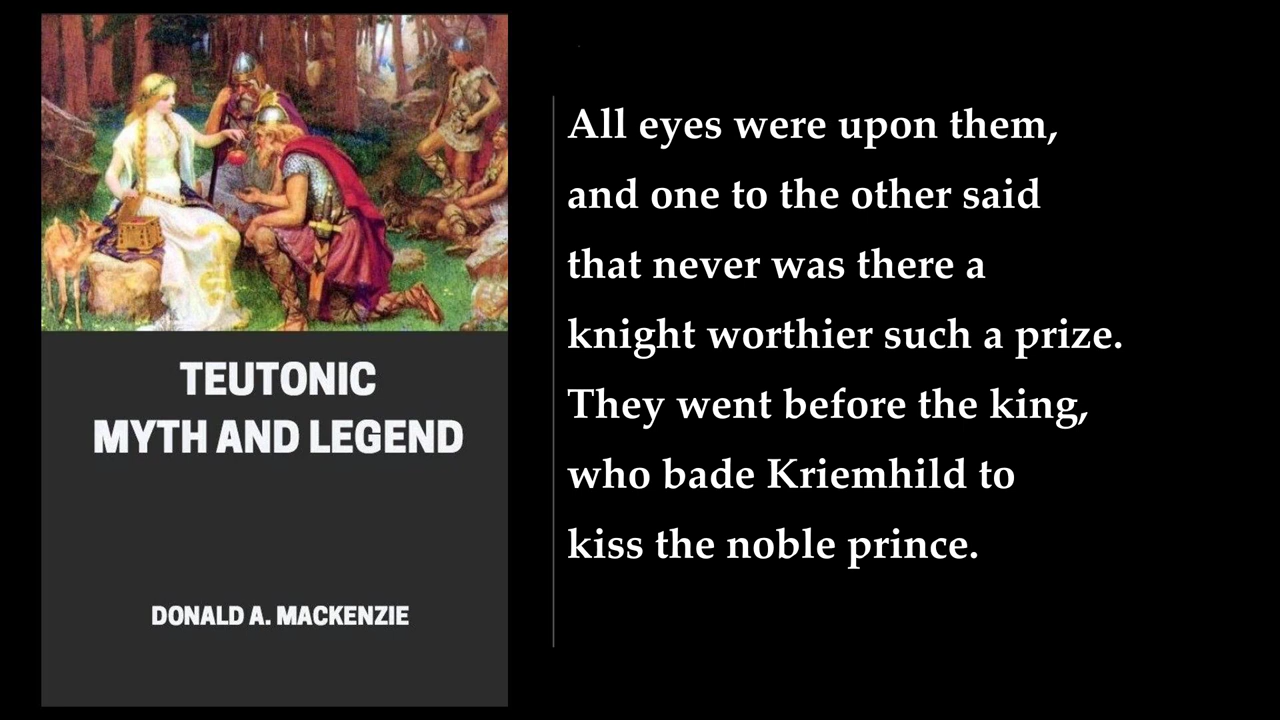 TEUTONIC
MYTH AND LEGEND
DONALD A. MACKENZIE
All eyes were upon them,
and one to the other said
that never was there a
knight worthier such a prize.
They went before the king,
who bade Kriemhild to
kiss the noble prince.